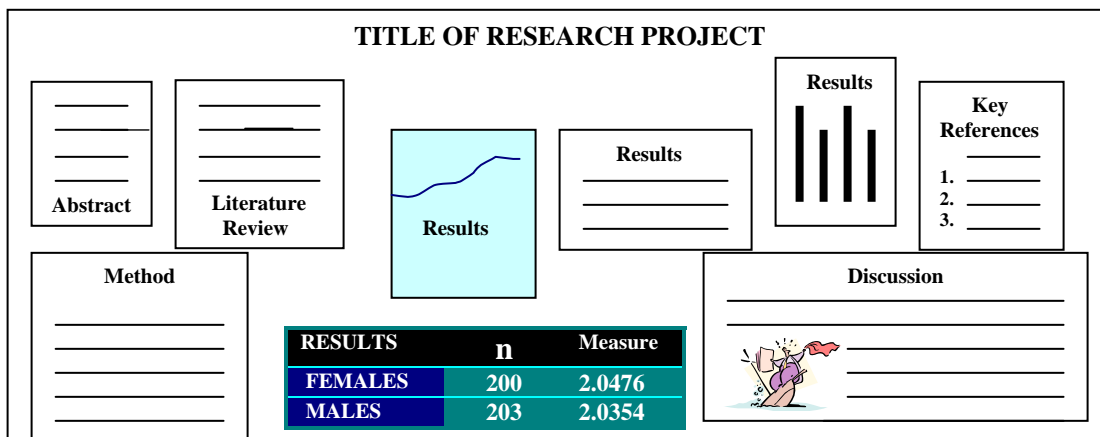 TITLE OF RESEARCH PROJECT
Abstract
Literature
Review
Results
Results
Results
Key
References
1.
2.
3.
Method
RESULTS n Measure
FEMALES 200 2.0476
MALES 203 2.0354
Discussion